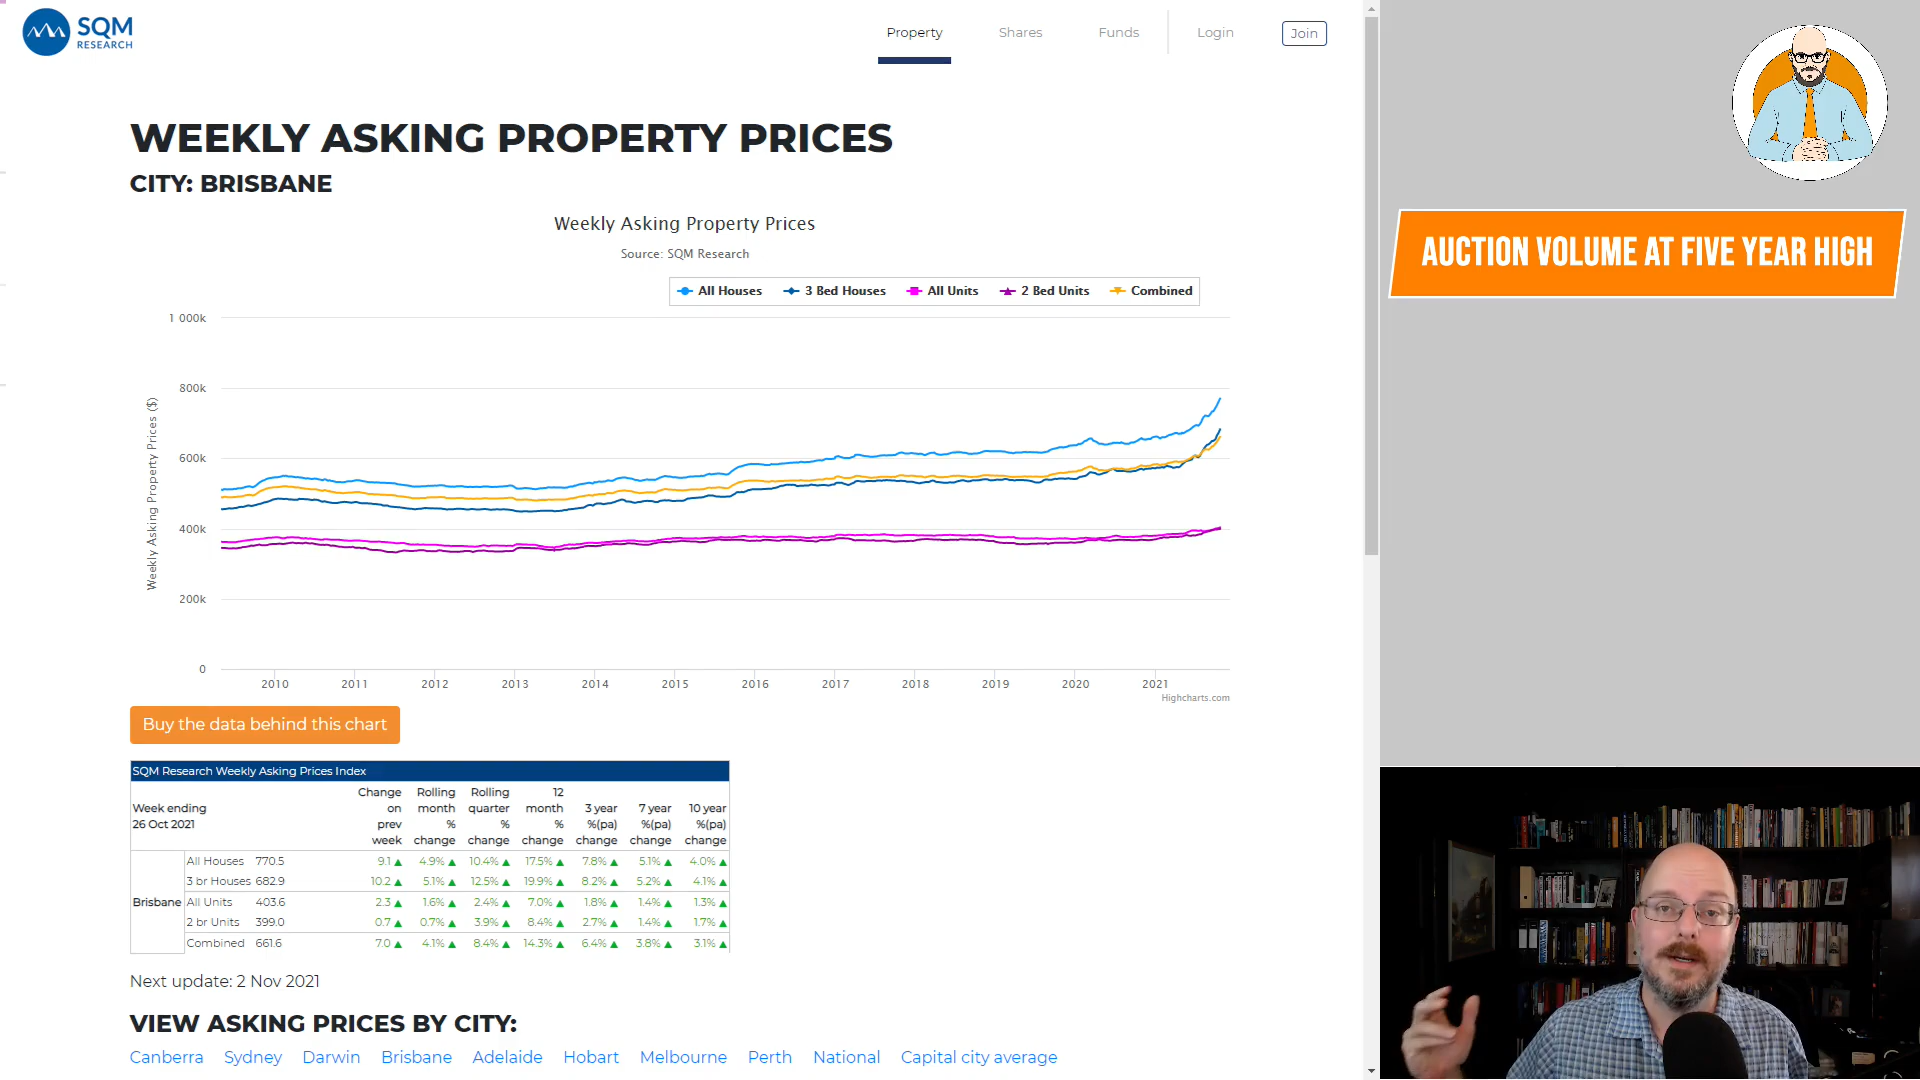 SQM
RESEARCH
Property Shares Funds Login Join
WEEKLY ASKING PROPERTY PRICES
CITY: BRISBANE
Weekly Asking Property Prices
Source: SQM Research
All Houses 3 Bed Houses All Units 2 Bed Units Combined
Weekly Asking Property Prices ($)
1 000k
800k
600k
400k
200k
0
2010 2011 2012 2013 2014 2015 2016 2017 2018 2019 2020 2021
Highcharts.com
Buy the data behind this chart
SQM Research Weekly Asking Prices Index
Week ending
26 Oct 2021
Change on prev week
Rolling month % change
Rolling quarter % change
12 month % change
3 year %(pa) change
7 year %(pa) change
10 year %(pa) change
Brisbane
All Houses 770.5 9.1 ▲ 4.9% ▲ 10.4% ▲ 17.5% ▲ 7.8% ▲ 5.1% ▲ 4.0% ▲
3 br Houses 682.9 10.2 ▲ 5.1% ▲ 12.5% ▲ 19.9% ▲ 8.2% ▲ 5.2% ▲ 4.1% ▲
All Units 403.6 2.3 ▲ 1.6% ▲ 2.4% ▲ 7.0% ▲ 1.8% ▲ 1.4% ▲ 1.3% ▲
2 br Units 399.0 0.7 ▲ 0.7% ▲ 3.9% ▲ 8.4% ▲ 2.7% ▲ 1.4% ▲ 1.7% ▲
Combined 661.6 7.0 ▲ 4.1% ▲ 8.4% ▲ 14.3% ▲ 6.4% ▲ 3.8% ▲ 3.1% ▲
Next update: 2 Nov 2021
VIEW ASKING PRICES BY CITY:
Canberra Sydney Darwin Brisbane Adelaide Hobart Melbourne Perth National Capital city average
AUCTION VOLUME AT FIVE YEAR HIGH